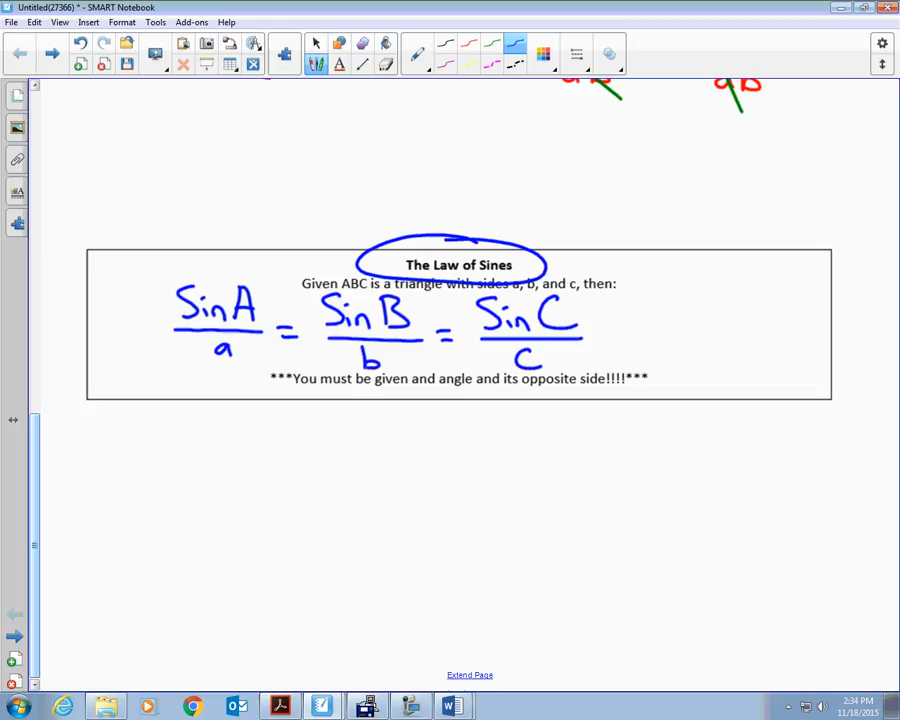 Untitled(27366) * - SMART Notebook
File Edit View Insert Format Tools Add-ons Help
ab ab
The Law of Sines
Given ABC is a triangle with sides a, b, and c, then:
SinA/a = SinB/b = SinC/c
***You must be given and angle and its opposite side!!!!***
Extend Page
2:34 PM
11/18/2015